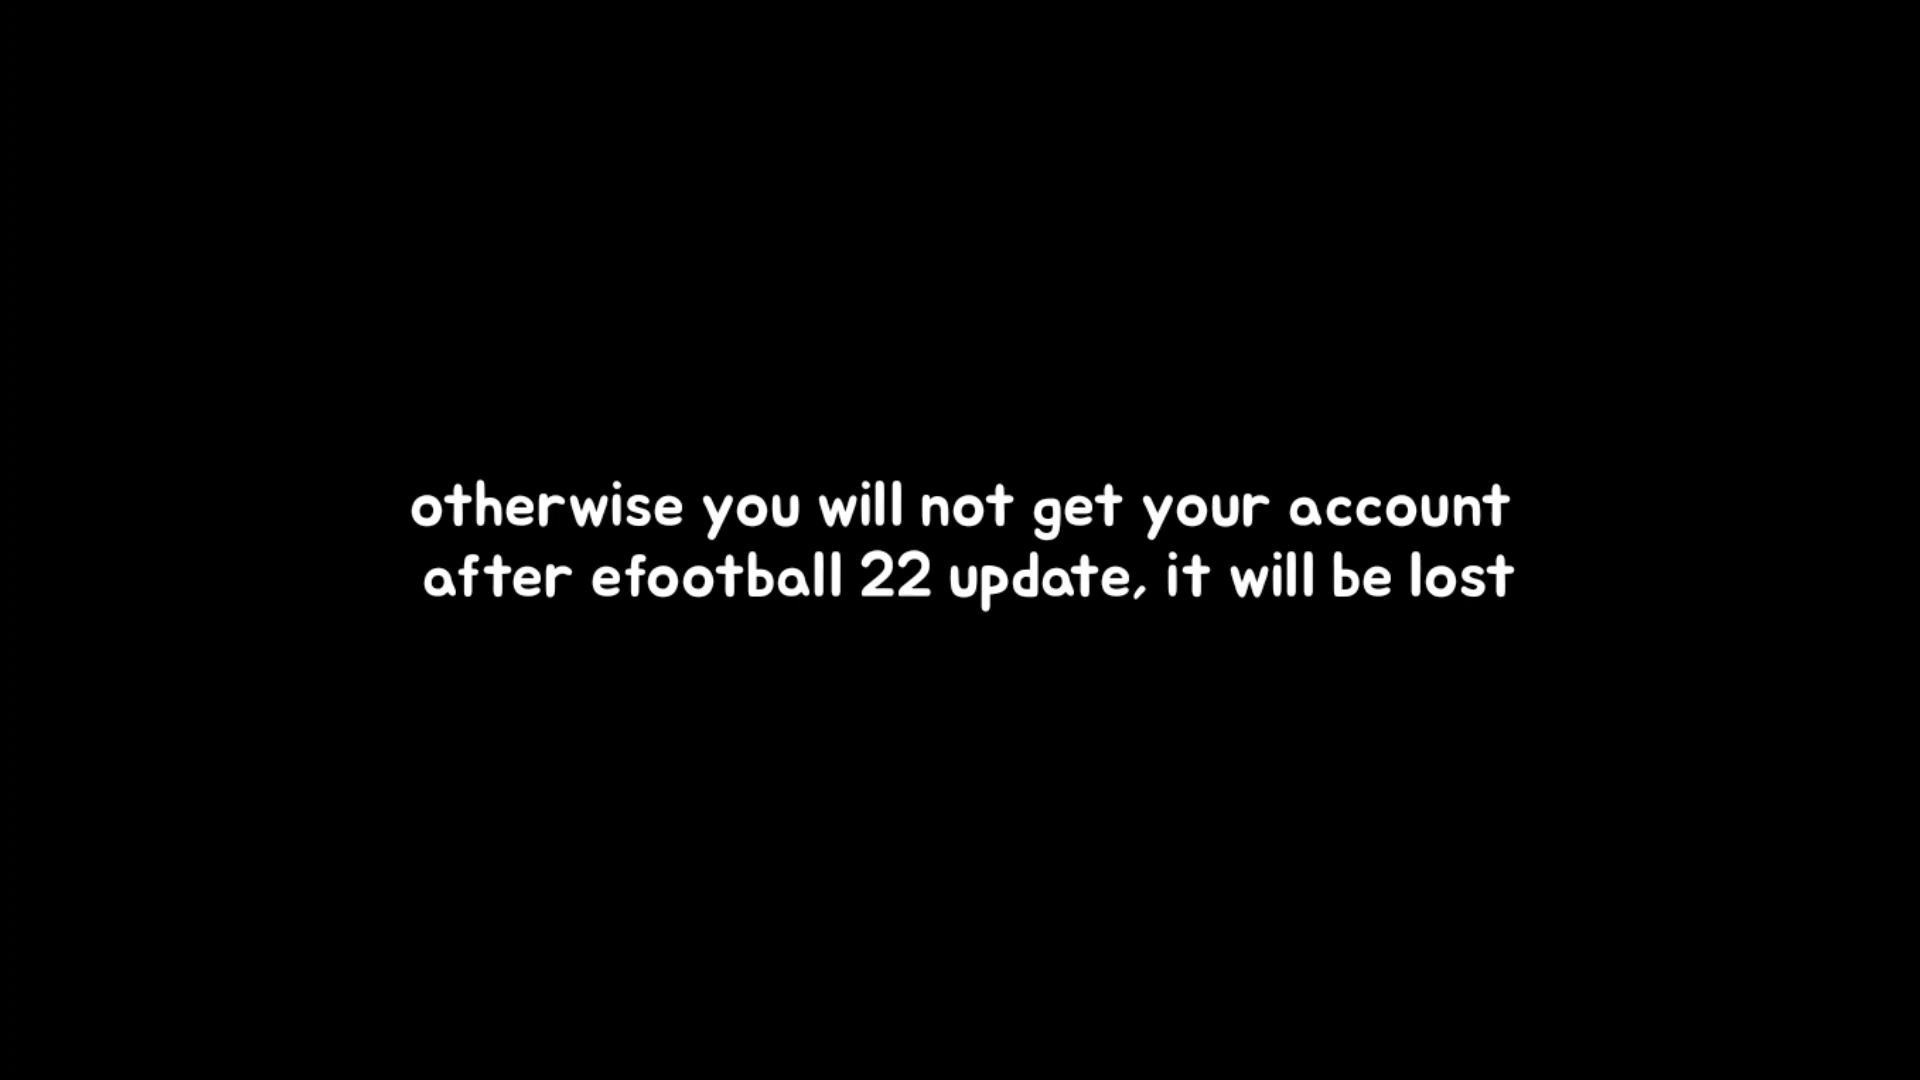 otherwise you will not get your account
after efootball 22 update, it will be lost